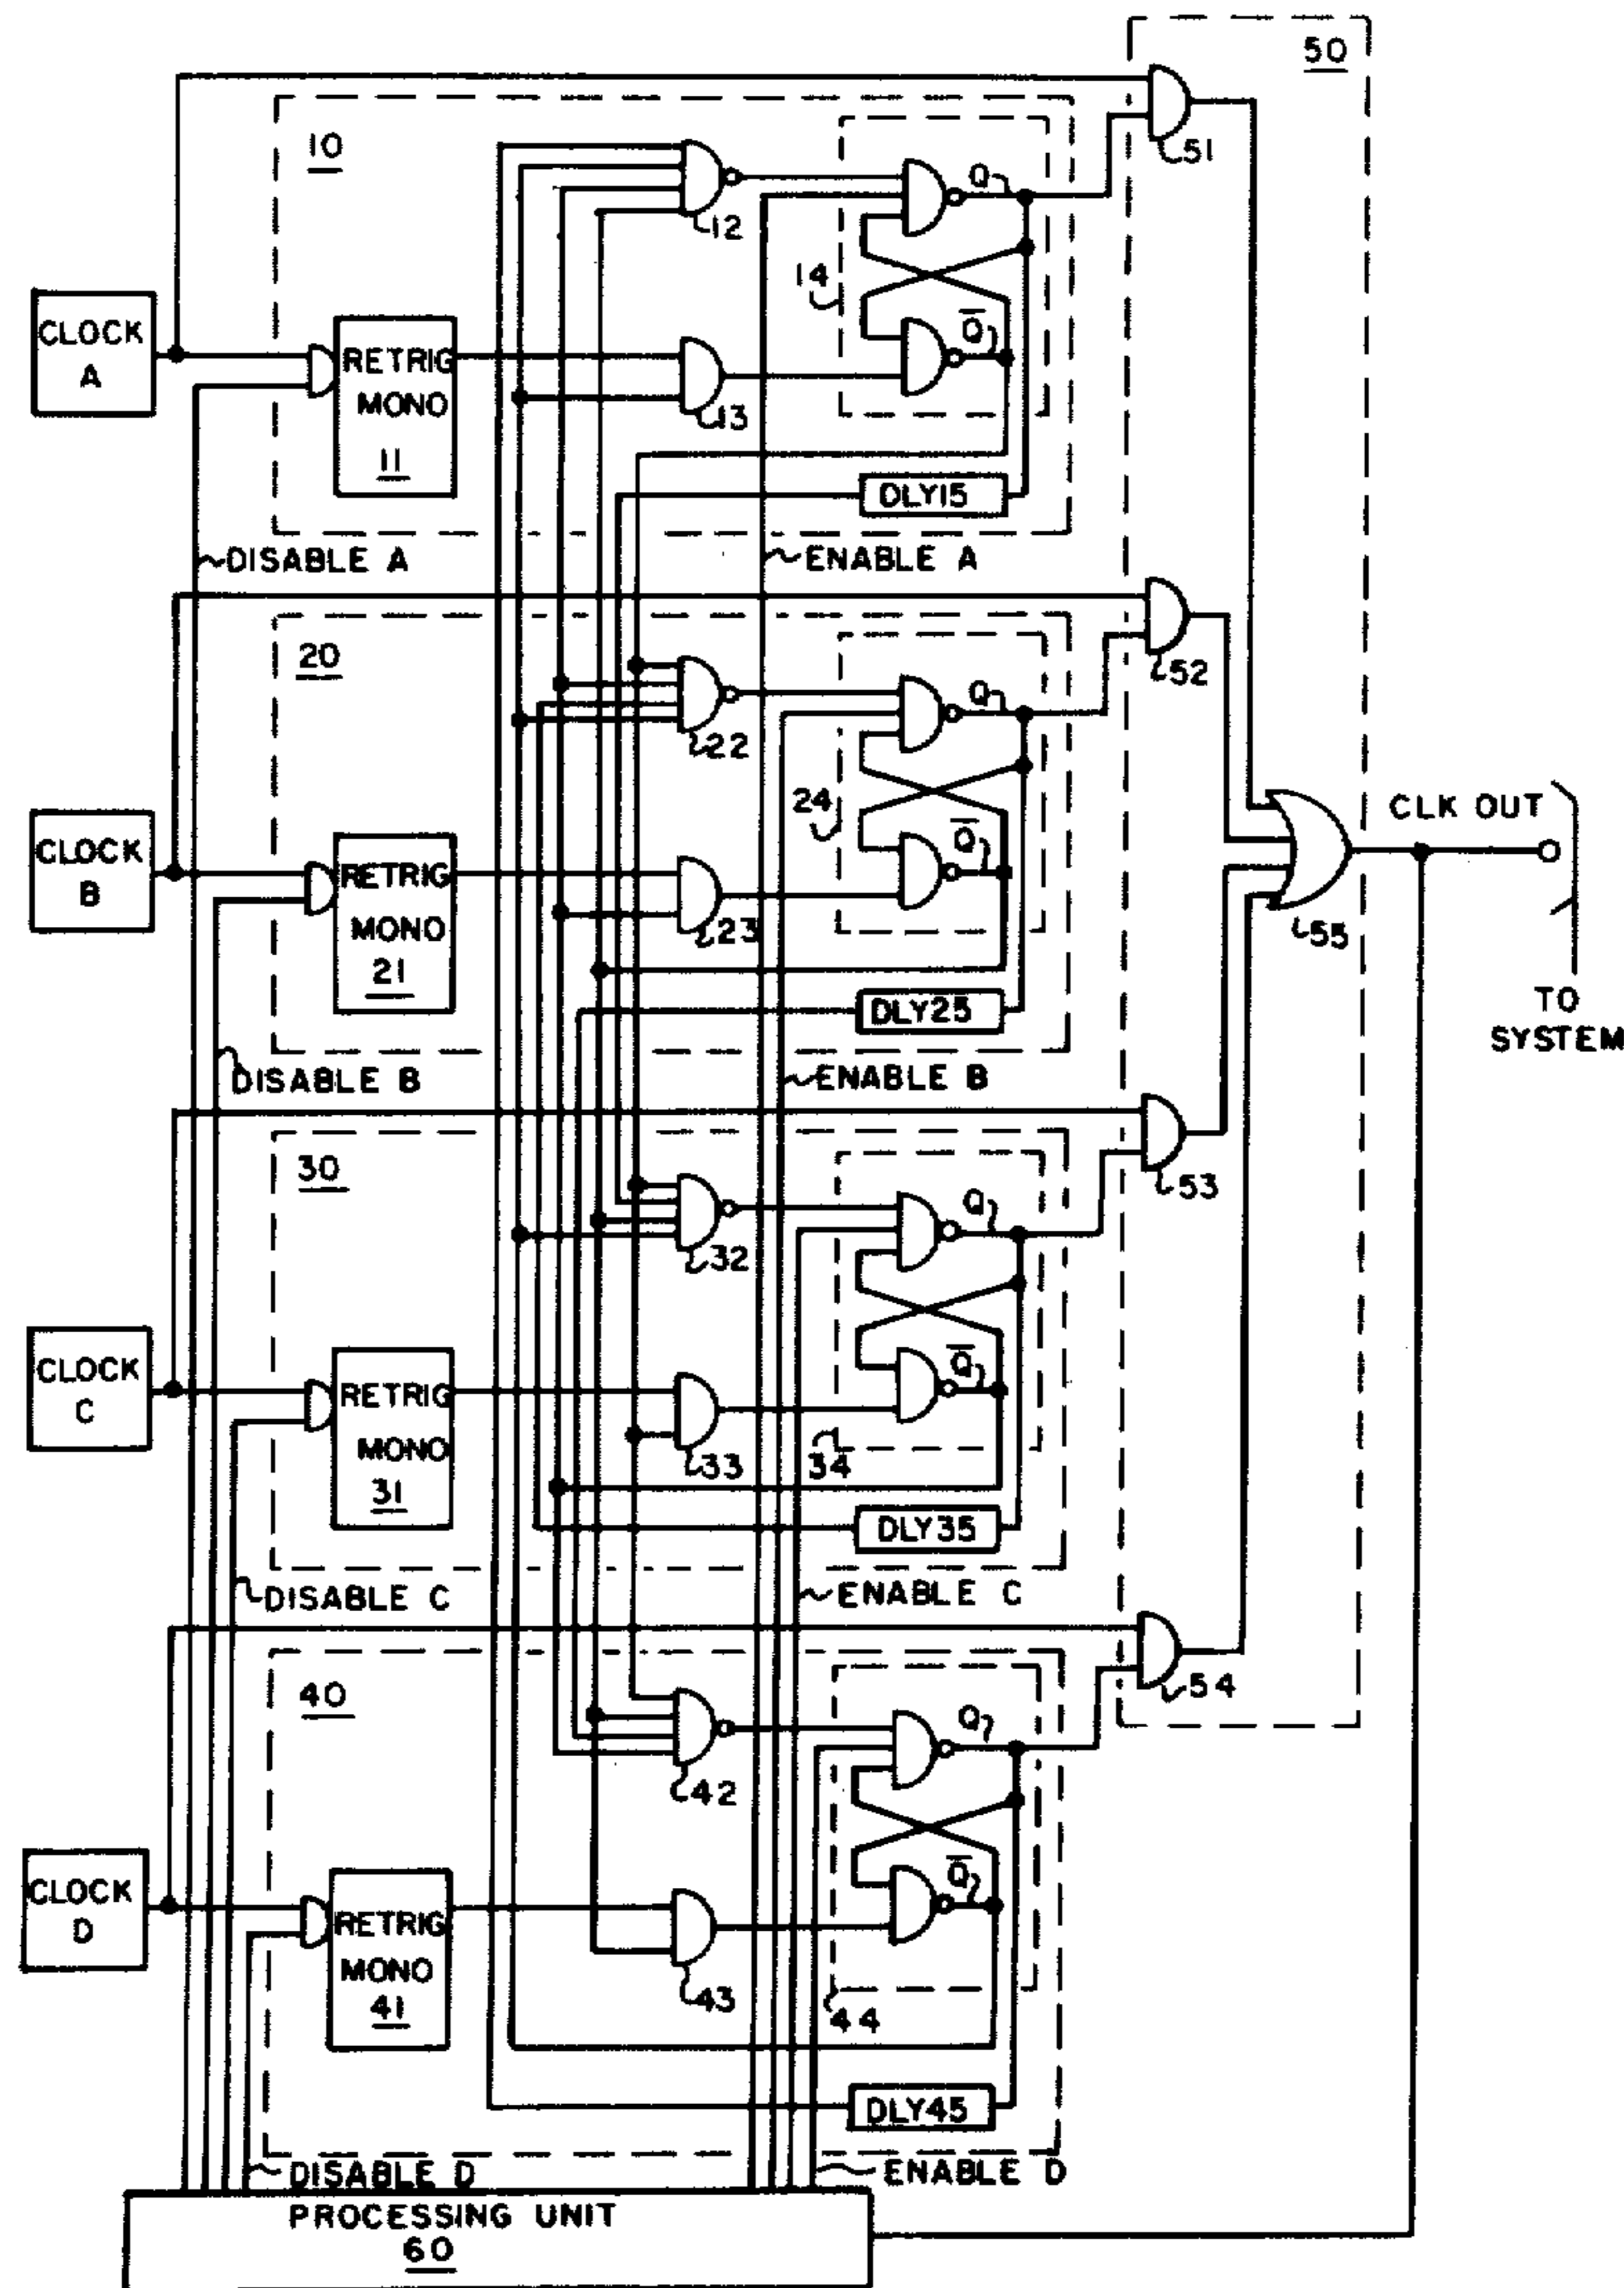 50
51
10
12
Q
14
CLOCK
A
RETRIG
MONO
11
13
Q̅
DLY15
DISABLE A
ENABLE A
52
20
22
Q
24
CLOCK
B
RETRIG
MONO
21
23
Q̅
DLY25
CLK OUT
55
TO
SYSTEM
DISABLE B
ENABLE B
53
30
32
Q
34
CLOCK
C
RETRIG
MONO
31
33
Q̅
DLY35
DISABLE C
ENABLE C
54
40
42
Q
44
CLOCK
D
RETRIG
MONO
41
43
Q̅
DLY45
DISABLE D
ENABLE D
PROCESSING UNIT
60